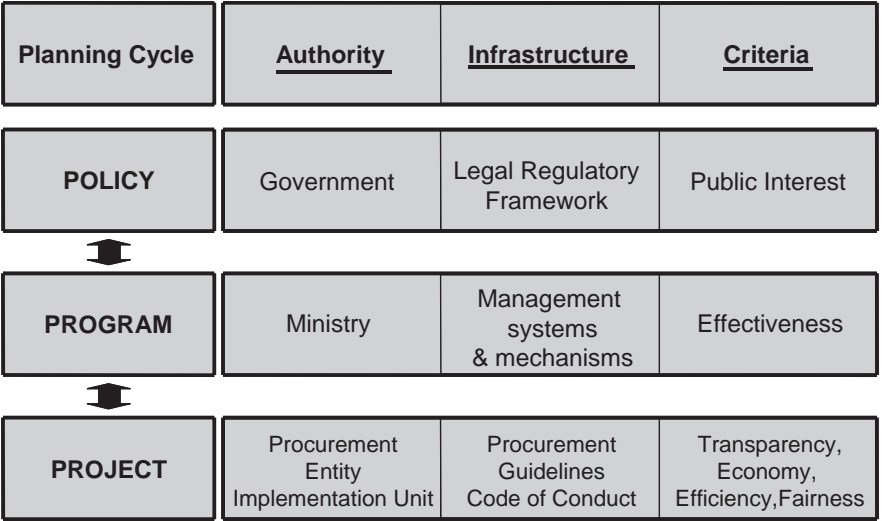 Planning Cycle
Authority
Infrastructure
Criteria
POLICY
Government
Legal Regulatory
Framework
Public Interest
PROGRAM
Ministry
Management
systems
& mechanisms
Effectiveness
PROJECT
Procurement
Entity
Implementation Unit
Procurement
Guidelines
Code of Conduct
Transparency,
Economy,
Efficiency,Fairness